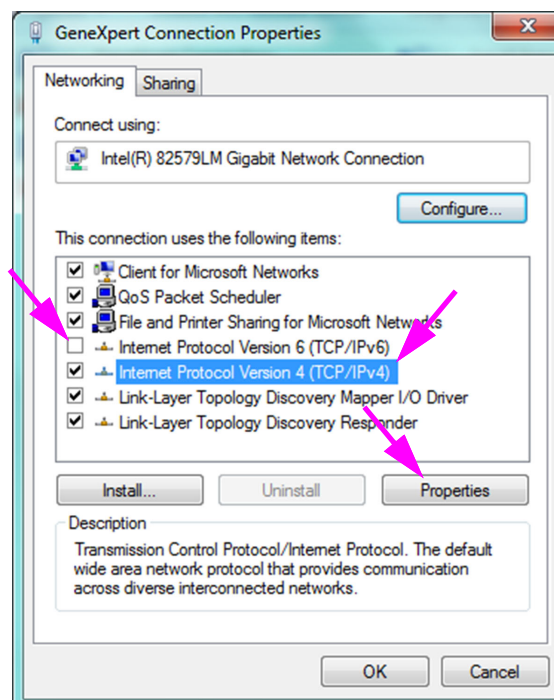 GeneXpert Connection Properties
Networking
Sharing
Connect using:
Intel(R) 82579LM Gigabit Network Connection
Configure...
This connection uses the following items:
Client for Microsoft Networks
QoS Packet Scheduler
File and Printer Sharing for Microsoft Networks
Internet Protocol Version 6 (TCP/IPv6)
Internet Protocol Version 4 (TCP/IPv4)
Link-Layer Topology Discovery Mapper I/O Driver
Link-Layer Topology Discovery Responder
Install...
Uninstall
Properties
Description
Transmission Control Protocol/Internet Protocol. The default
wide area network protocol that provides communication
across diverse interconnected networks.
OK
Cancel